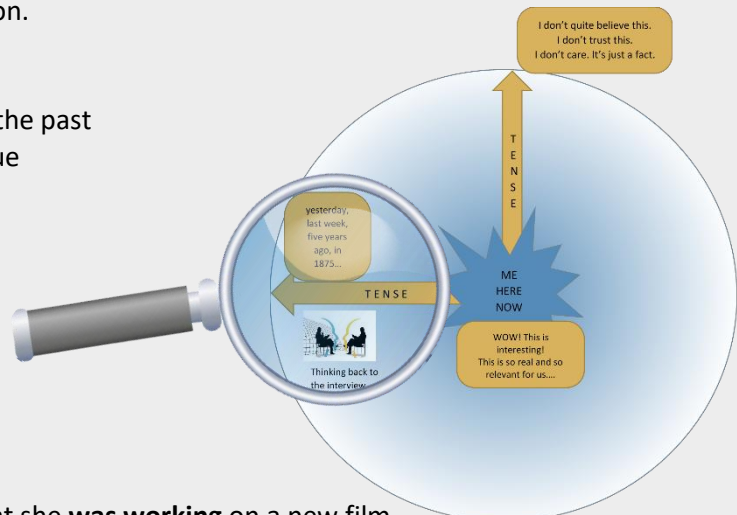 on.
the past
ue
I don't quite believe this.
I don't trust this.
I don't care. It's just a fact.
TENSE
yesterday,
last week,
five years
ago, in
1875...
TENSE
ME
HERE
NOW
Thinking back to
the interview
WOW! This is
interesting!
This is so real and so
relevant for us....
at she was working on a new film